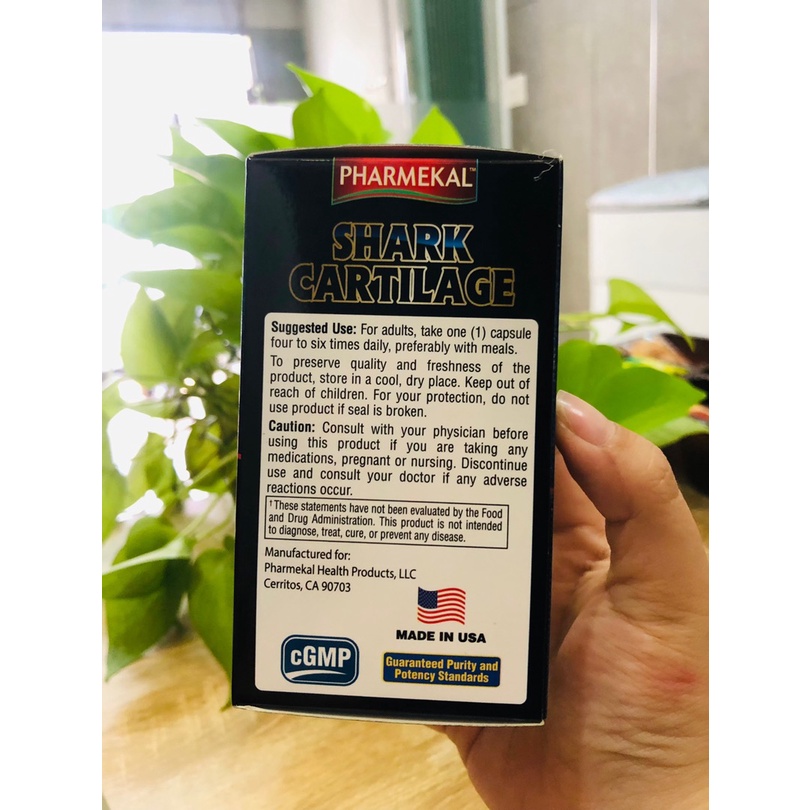 PHARMEKAL™
SHARK
CARTILAGE
Suggested Use: For adults, take one (1) capsule
four to six times daily, preferably with meals.
To preserve quality and freshness of the
product, store in a cool, dry place. Keep out of
reach of children. For your protection, do not
use product if seal is broken.
Caution: Consult with your physician before
using this product if you are taking any
medications, pregnant or nursing. Discontinue
use and consult your doctor if any adverse
reactions occur.
†These statements have not been evaluated by the Food
and Drug Administration. This product is not intended
to diagnose, treat, cure, or prevent any disease.
Manufactured for:
Pharmekal Health Products, LLC
Cerritos, CA 90703
MADE IN USA
cGMP
Guaranteed Purity and
Potency Standards